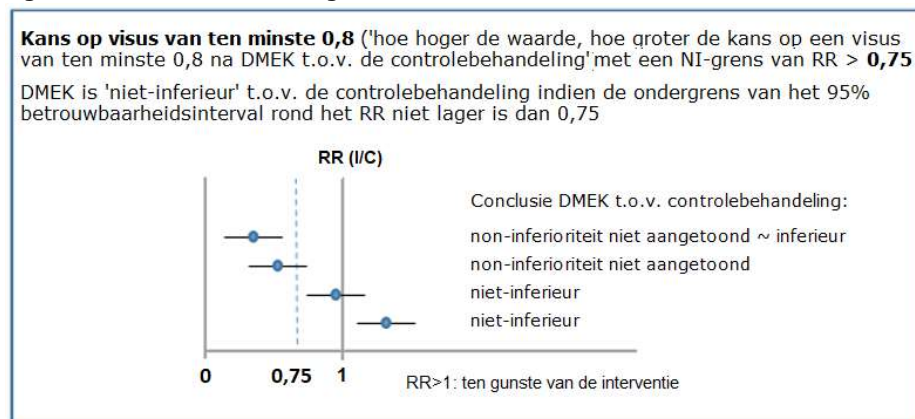 Kans op visus van ten minste 0,8 ('hoe hoger de waarde, hoe groter de kans op een visus
van ten minste 0,8 na DMEK t.o.v. de controlebehandeling' met een NI-grens van RR > 0,75
DMEK is 'niet-inferieur' t.o.v. de controlebehandeling indien de ondergrens van het 95%
betrouwbaarheidsinterval rond het RR niet lager is dan 0,75
RR (I/C)
Conclusie DMEK t.o.v. controlebehandeling:
non-inferioriteit niet aangetoond ~ inferieur
non-inferioriteit niet aangetoond
niet-inferieur
niet-inferieur
0 0,75 1
RR>1: ten gunste van de interventie